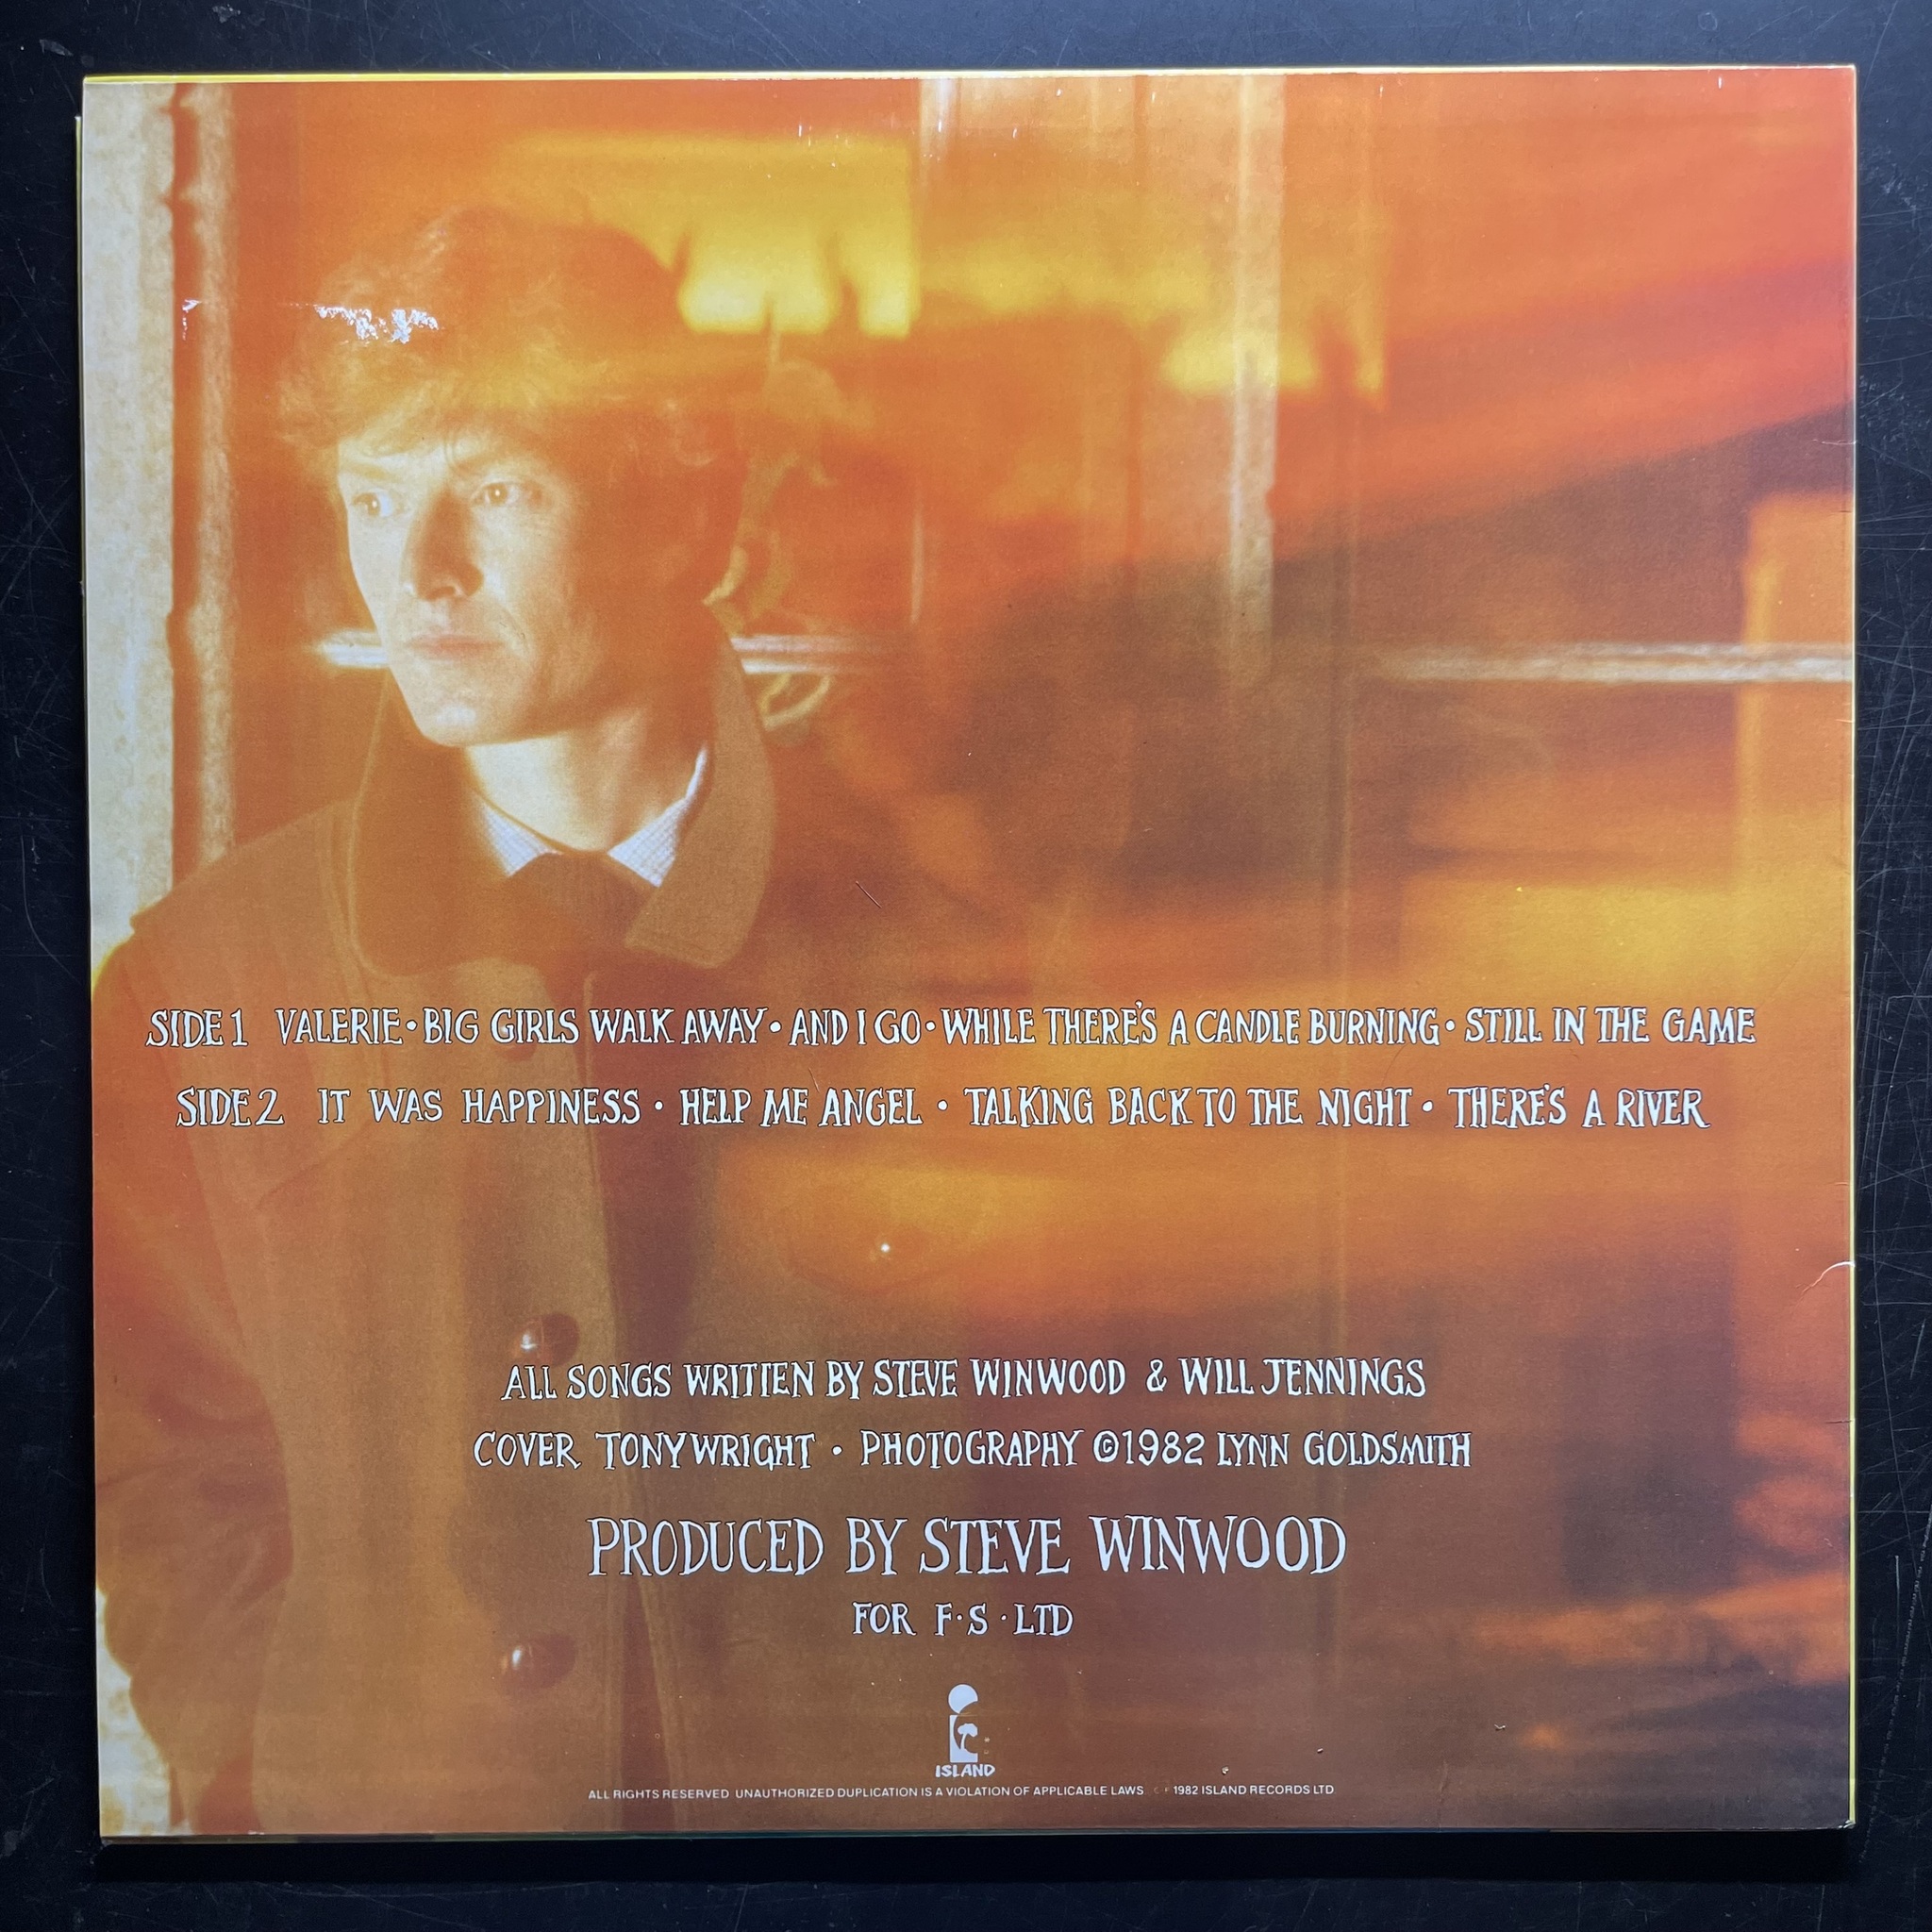 SIDE 1 VALERIE • BIG GIRLS WALK AWAY • AND I GO • WHILE THERE'S A CANDLE BURNING • STILL IN THE GAME
SIDE 2 IT WAS HAPPINESS • HELP ME ANGEL • TALKING BACK TO THE NIGHT • THERE'S A RIVER
ALL SONGS WRITTEN BY STEVE WINWOOD & WILL JENNINGS
COVER TONY WRIGHT • PHOTOGRAPHY ©1982 LYNN GOLDSMITH
PRODUCED BY STEVE WINWOOD
FOR F·S·LTD
ISLAND
ALL RIGHTS RESERVED UNAUTHORIZED DUPLICATION IS A VIOLATION OF APPLICABLE LAWS 1982 ISLAND RECORDS LTD